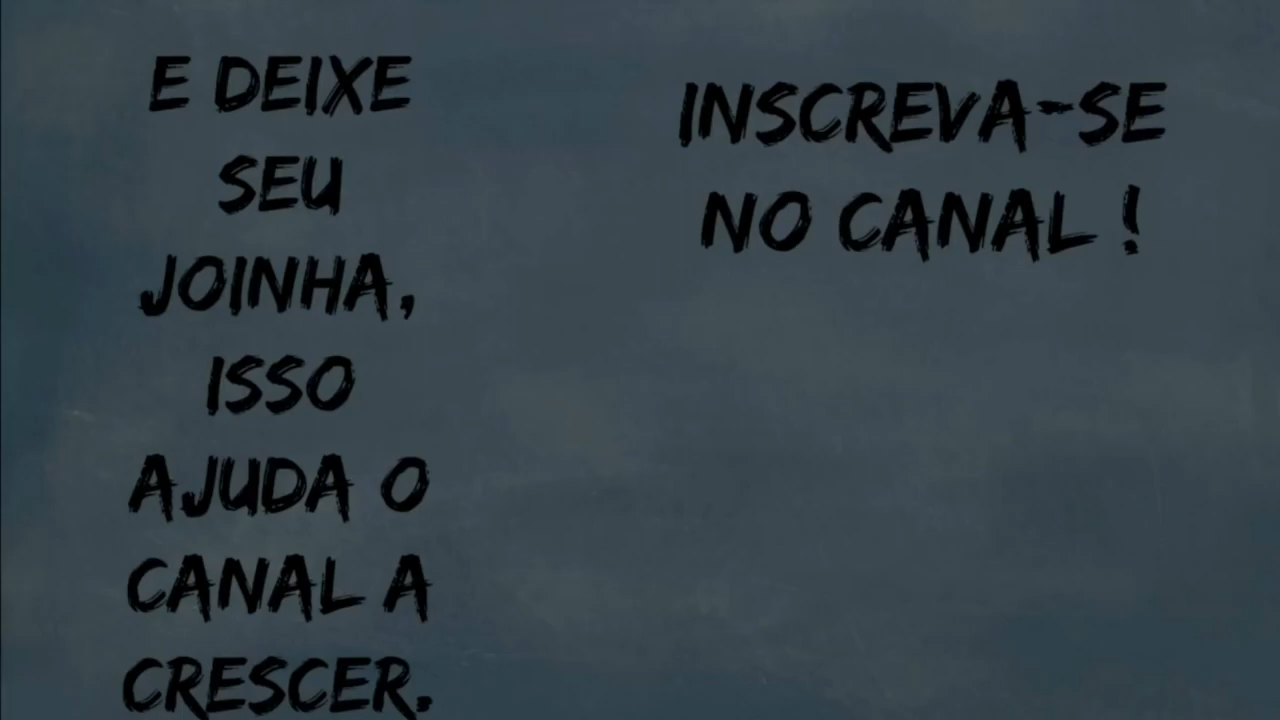 E DEIXE
SEU
JOINHA,
ISSO
AJUDA O
CANAL A
CRESCER.
INSCREVA-SE
NO CANAL !